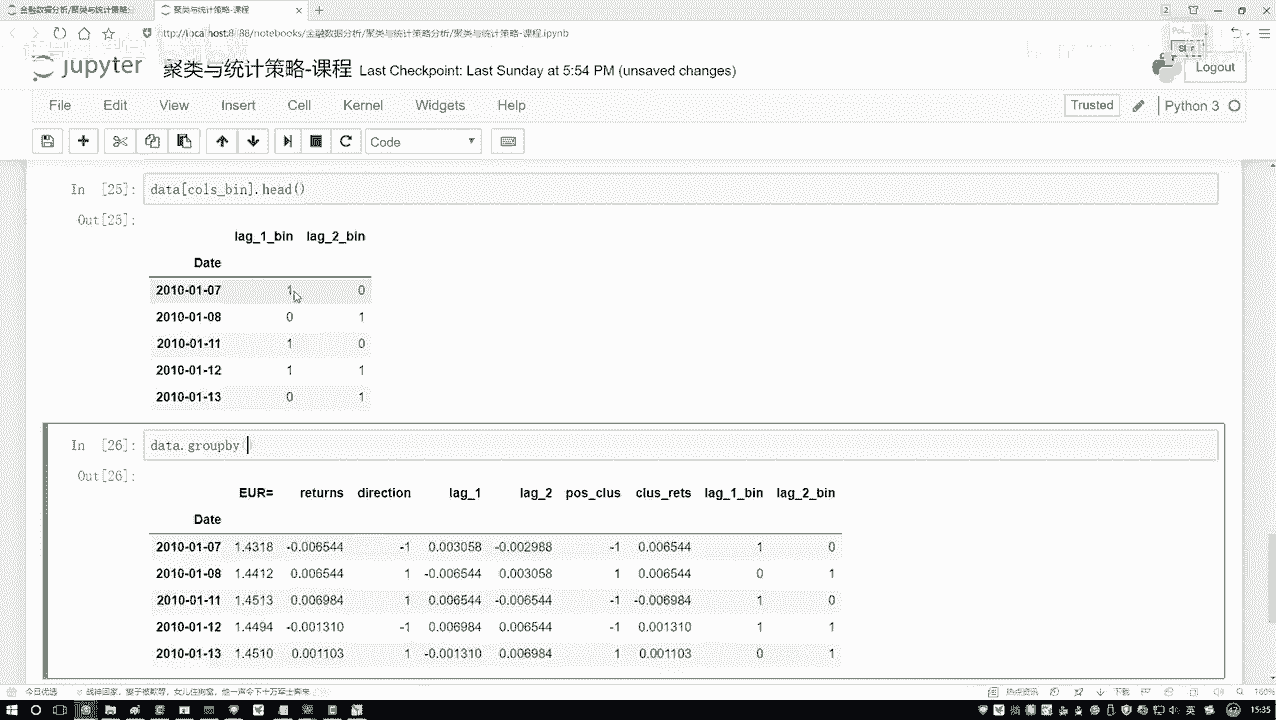 金融数据分析/聚类与统计策略
聚类与统计策略-课程
localhost:8888/notebooks/金融数据分析/聚类与统计策略分析/聚类与统计策略-课程.ipynb
jupyter 聚类与统计策略-课程 Last Checkpoint: Last Sunday at 5:54 PM (unsaved changes)
Logout
File Edit View Insert Cell Kernel Widgets Help
Trusted Python 3
Code
In [25]: data[cols_bin].head()
Out[25]:
lag_1_bin lag_2_bin
Date
2010-01-07 1 0
2010-01-08 0 1
2010-01-11 1 0
2010-01-12 1 1
2010-01-13 0 1
In [26]: data.groupby
Out[26]:
EUR= returns direction lag_1 lag_2 pos_clus clus_rets lag_1_bin lag_2_bin
Date
2010-01-07 1.4318 -0.006544 -1 0.003058 -0.002988 -1 0.006544 1 0
2010-01-08 1.4412 0.006544 1 -0.006544 0.003058 1 0.006544 0 1
2010-01-11 1.4513 0.006984 1 0.006544 -0.006544 -1 -0.006984 1 0
2010-01-12 1.4494 -0.001310 -1 0.006984 0.006544 -1 0.001310 1 1
2010-01-13 1.4510 0.001103 1 -0.001310 0.006984 1 0.001103 0 1
今日优选
160%
英
15:35